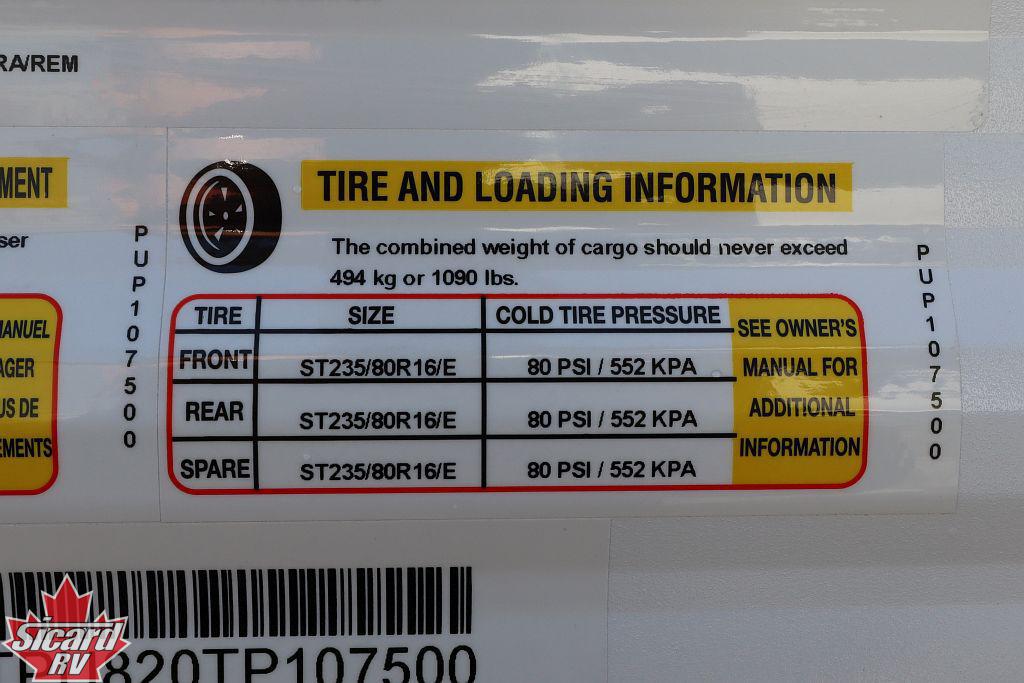 RA/REM
MENT
ser
MANUEL
AGER
US DE
EMENTS
PUP107500
TIRE AND LOADING INFORMATION
The combined weight of cargo should never exceed
494 kg or 1090 lbs.
TIRE SIZE COLD TIRE PRESSURE
FRONT ST235/80R16/E 80 PSI / 552 KPA
REAR ST235/80R16/E 80 PSI / 552 KPA
SPARE ST235/80R16/E 80 PSI / 552 KPA
SEE OWNER'S
MANUAL FOR
ADDITIONAL
INFORMATION
PUP107500
820TP107500
Sicard
RV